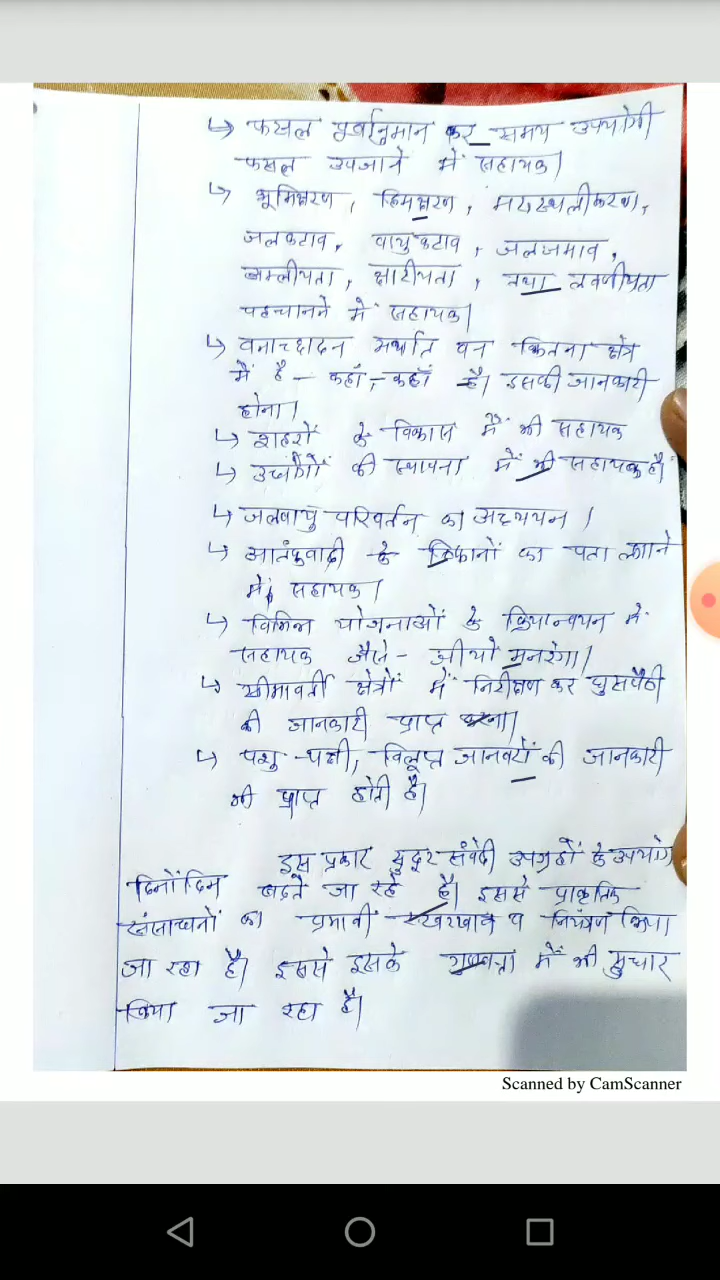 ↳ फसल पूर्वानुमान कर समय उपयोगी
फसल उपजाने में सहायक।
↳ भूमिक्षरण, हिमक्षरण, मरुस्थलीकरण,
जलकटाव, वायुकटाव, जलजमाव,
अम्लीयता, क्षारीयता, तथा लवणीयता
पहचानने में सहायक।
↳ वनाच्छादन अर्थात वन कितना क्षेत्र
में है – कहाँ-कहाँ है। इसकी जानकारी
होना।
↳ शहरों के विकास में भी सहायक
↳ उद्योगों की स्थापना में भी सहायक है।
↳ जलवायु परिवर्तन का अध्ययन।
↳ आतंकवादी के ठिकानों का पता लगाने
में सहायक।
↳ विभिन्न योजनाओं के क्रियान्वयन में
सहायक जैसे – जीयो मनरेगा।
↳ सीमावर्ती क्षेत्रों में निरीक्षण कर घुसपैठी
की जानकारी प्राप्त करना।
↳ पशु-पक्षी, विलुप्त जानवरों की जानकारी
भी प्राप्त होती है।
इस प्रकार सुदूर संवेदी उपग्रहों के उपयोग
दिनोंदिन बढ़ते जा रहे है। इससे प्राकृतिक
संसाधनों का प्रभावी रखरखाव व नियंत्रण किया
जा रहा है। इससे इसके गुणवत्ता में भी सुधार
किया जा रहा है।
Scanned by CamScanner